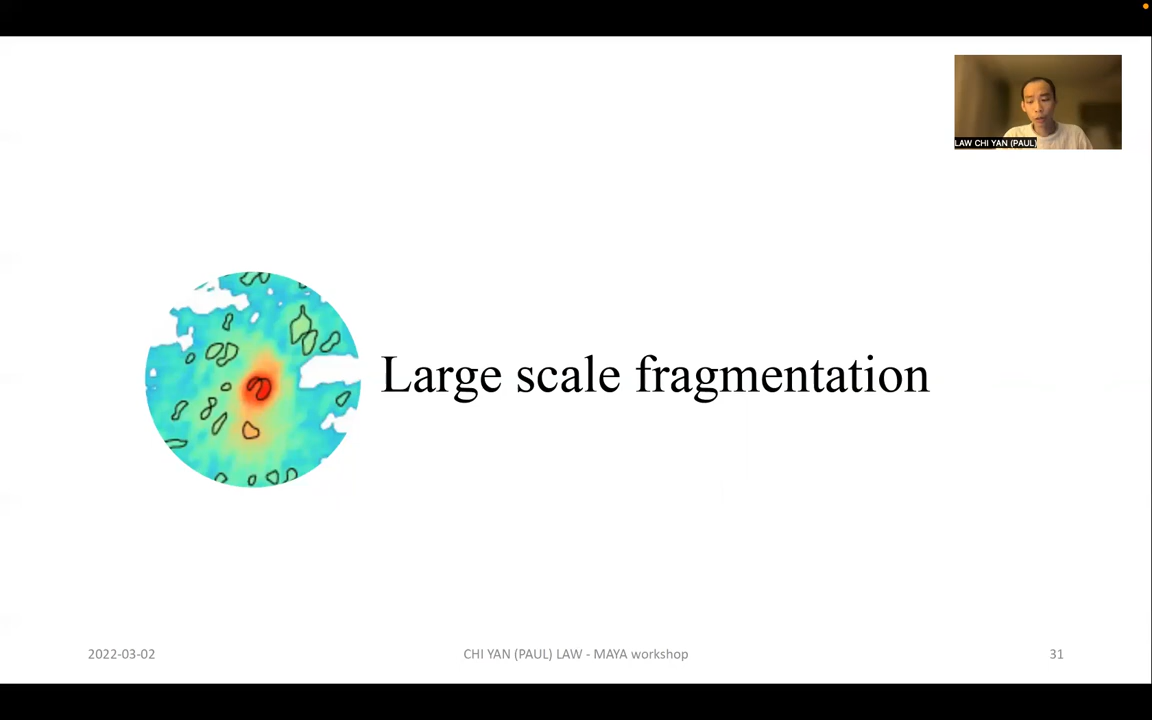 LAW CHI YAN (PAUL)
Large scale fragmentation
2022-03-02
CHI YAN (PAUL) LAW - MAYA workshop
31